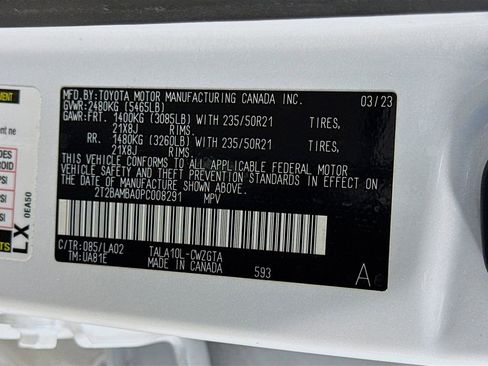 MFD.BY:TOYOTA MOTOR MANUFACTURING CANADA INC. 03/23
GVWR:2480KG (5465LB)
GAWR:FRT. 1400KG (3085LB) WITH 235/50R21 TIRES,
21X8J RIMS.
RR. 1480KG (3260LB) WITH 235/50R21 TIRES,
21X8J RIMS.
THIS VEHICLE CONFORMS TO ALL APPLICABLE FEDERAL MOTOR
VEHICLE SAFETY AND THEFT PREVENTION STANDARDS IN EFFECT
ON THE DATE OF MANUFACTURE SHOWN ABOVE.
2T2BAMBA0PC008291 MPV
C/TR:085/LA02 TALA10L-CWZGTA
TM:UA81E MADE IN CANADA 593 A
LX
0EA50
PSI
PSI